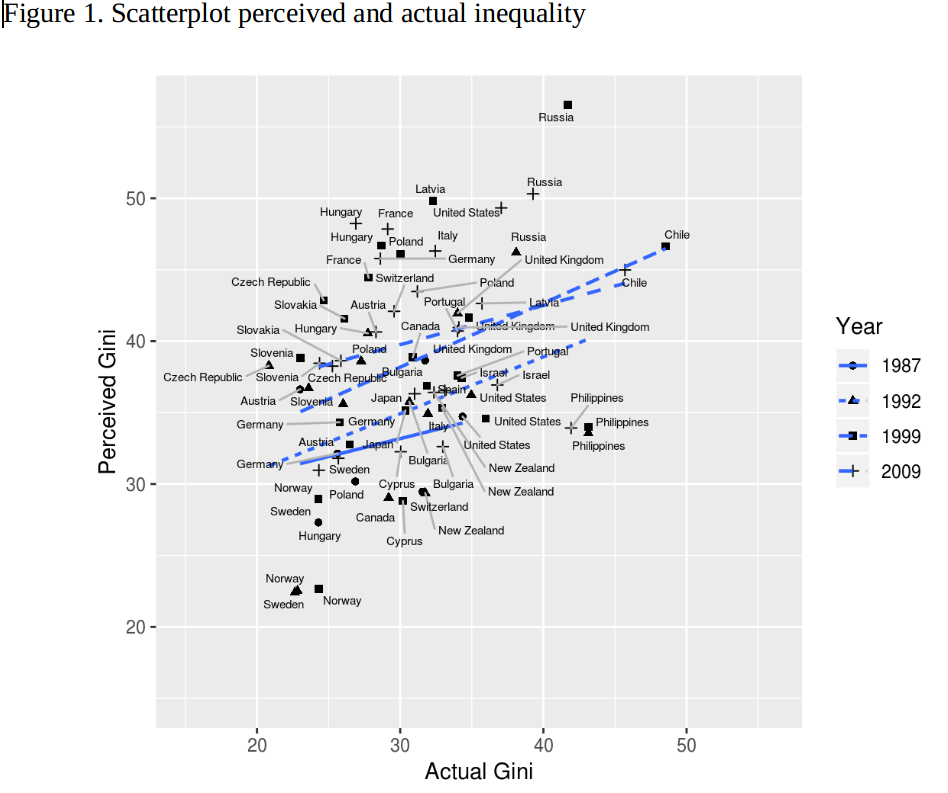 Figure 1. Scatterplot perceived and actual inequality
Russia
Russia
Latvia
United States
Hungary
France
Hungary
Poland
Italy
Russia
Chile
France
Germany
United Kingdom
Czech Republic
Switzerland
Poland
Chile
Slovakia
Austria
Portugal
Latvia
Slovakia
Hungary
Canada
United Kingdom
United Kingdom
Slovenia
Poland
United Kingdom
Portugal
Czech Republic
Slovenia
Czech Republic
Bulgaria
Israel
Israel
Austria
Slovenia
Japan
Spain
United States
Philippines
Germany
Germany
Italy
United States
Philippines
Austria
Japan
United States
Philippines
Germany
Sweden
Bulgaria
New Zealand
Norway
Poland
Cyprus
Bulgaria
New Zealand
Sweden
Canada
Switzerland
Hungary
Cyprus
New Zealand
Norway
Sweden
Norway
50
40
30
20
Perceived Gini
20
30
40
50
Actual Gini
Year
1987
1992
1999
2009